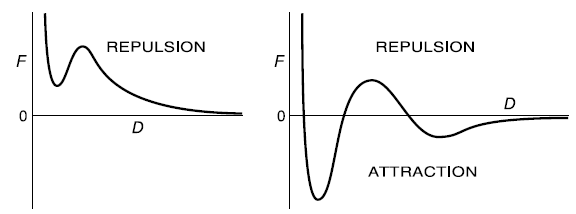 REPULSION
F
0
D
REPULSION
F
D
0
ATTRACTION